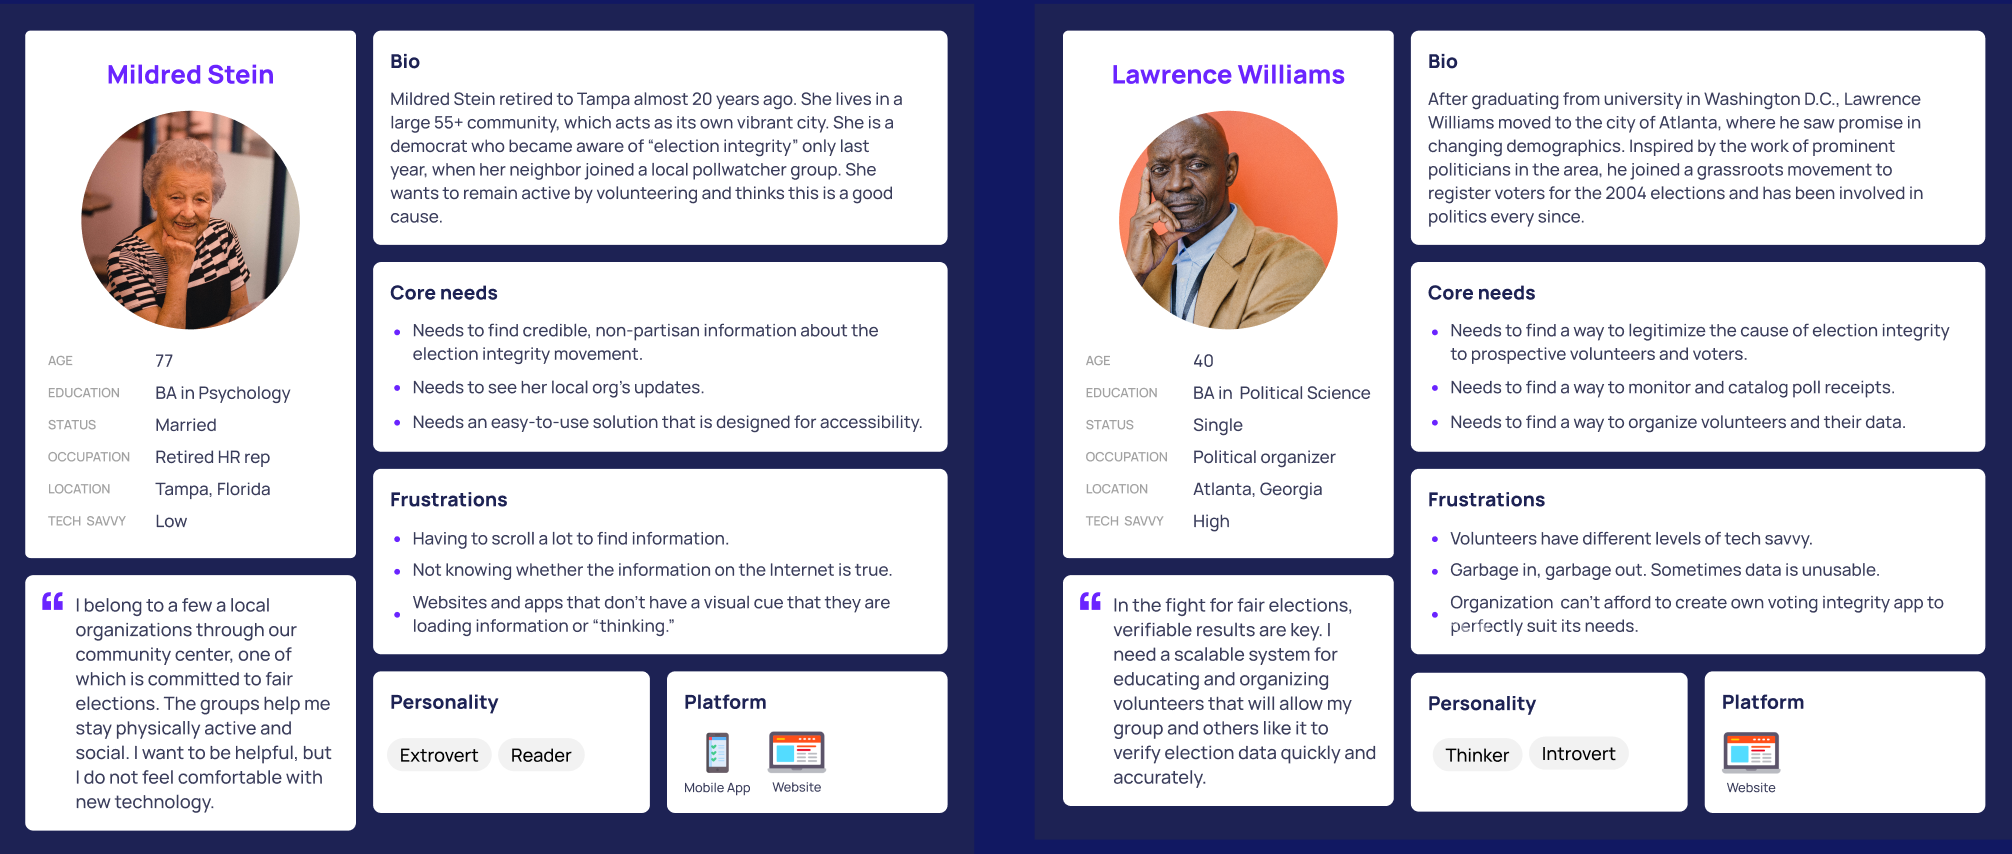 Mildred Stein
AGE 77
EDUCATION BA in Psychology
STATUS Married
OCCUPATION Retired HR rep
LOCATION Tampa, Florida
TECH SAVVY Low
“ I belong to a few a local
organizations through our
community center, one of
which is committed to fair
elections. The groups help me
stay physically active and
social. I want to be helpful, but
I do not feel comfortable with
new technology.
Bio
Mildred Stein retired to Tampa almost 20 years ago. She lives in a
large 55+ community, which acts as its own vibrant city. She is a
democrat who became aware of “election integrity” only last
year, when her neighbor joined a local pollwatcher group. She
wants to remain active by volunteering and thinks this is a good
cause.
Core needs
• Needs to find credible, non-partisan information about the
election integrity movement.
• Needs to see her local org's updates.
• Needs an easy-to-use solution that is designed for accessibility.
Frustrations
• Having to scroll a lot to find information.
• Not knowing whether the information on the Internet is true.
• Websites and apps that don't have a visual cue that they are
loading information or “thinking.”
Personality
Extrovert Reader
Platform
Mobile App Website
Lawrence Williams
AGE 40
EDUCATION BA in Political Science
STATUS Single
OCCUPATION Political organizer
LOCATION Atlanta, Georgia
TECH SAVVY High
“ In the fight for fair elections,
verifiable results are key. I
need a scalable system for
educating and organizing
volunteers that will allow my
group and others like it to
verify election data quickly and
accurately.
Bio
After graduating from university in Washington D.C., Lawrence
Williams moved to the city of Atlanta, where he saw promise in
changing demographics. Inspired by the work of prominent
politicians in the area, he joined a grassroots movement to
register voters for the 2004 elections and has been involved in
politics every since.
Core needs
• Needs to find a way to legitimize the cause of election integrity
to prospective volunteers and voters.
• Needs to find a way to monitor and catalog poll receipts.
• Needs to find a way to organize volunteers and their data.
Frustrations
• Volunteers have different levels of tech savvy.
• Garbage in, garbage out. Sometimes data is unusable.
• Organization can't afford to create own voting integrity app to
perfectly suit its needs.
Personality
Thinker Introvert
Platform
Website